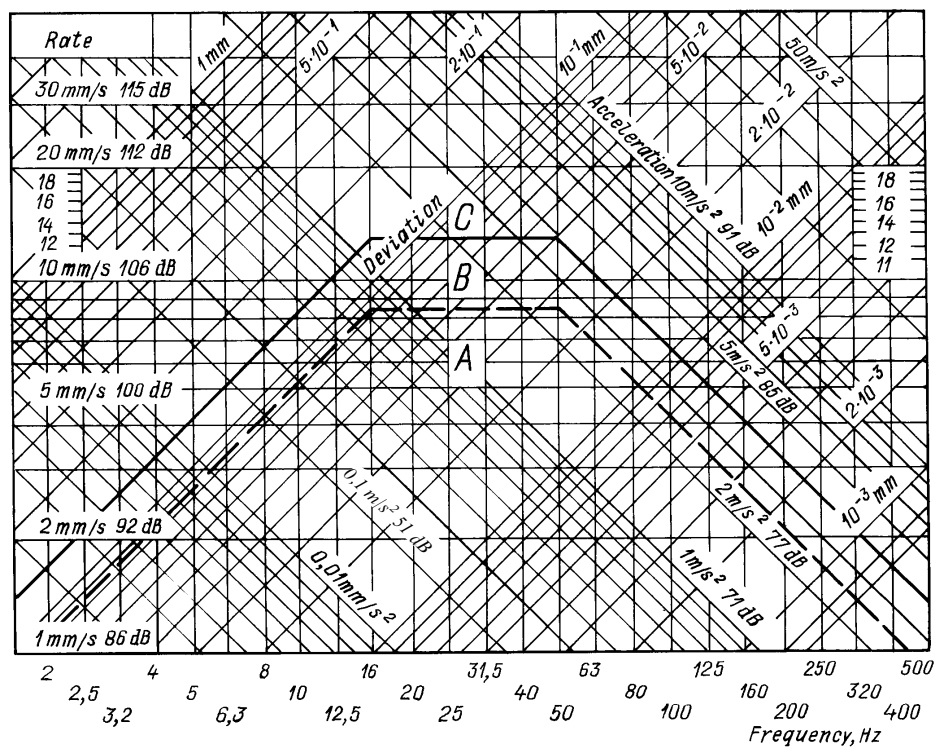 Rate
1 mm
5·10⁻¹
2·10⁻¹
10⁻¹ mm
5·10⁻²
50 m/s²
30 mm/s 115 dB
2·10⁻²
20 mm/s 112 dB
Acceleration 10 m/s² 91 dB
10⁻² mm
18
16
14
12
18
16
14
12
11
Deviation
C
10 mm/s 106 dB
B
5·10⁻³
A
5 m/s² 85 dB
5 mm/s 100 dB
2·10⁻³
0,1 m/s² 51 dB
10⁻³ mm
2 mm/s 92 dB
2 m/s² 77 dB
0,01 mm/s²
1 m/s² 71 dB
1 mm/s 86 dB
2 4 8 16 31,5 63 125 250 500
2,5 5 10 20 40 80 160 320
3,2 6,3 12,5 25 50 100 200 400
Frequency, Hz